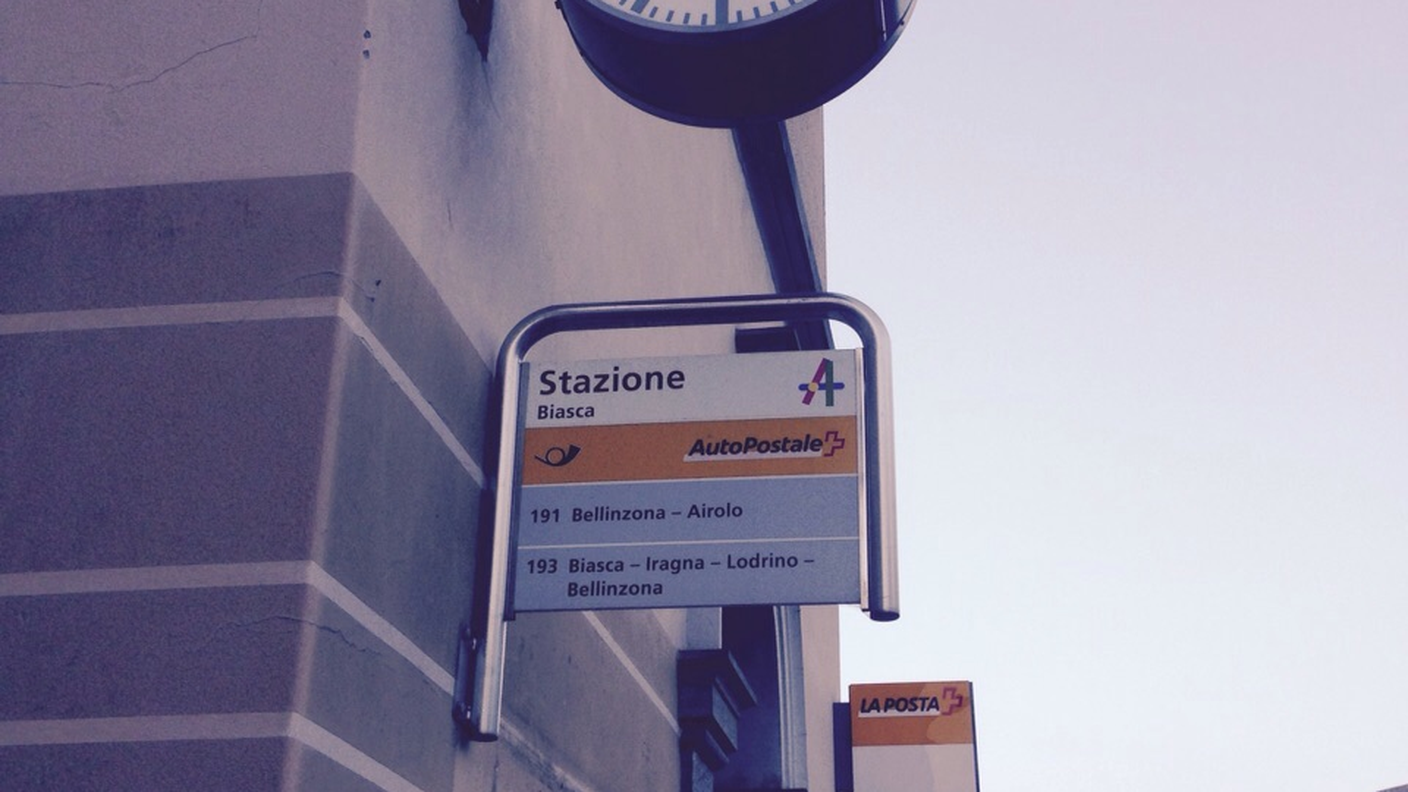 Stazione
Biasca
AutoPostale
191 Bellinzona – Airolo
193 Biasca – Iragna – Lodrino –
Bellinzona
LA POSTA